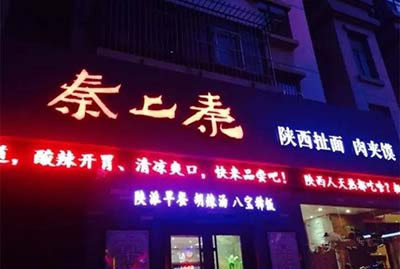 秦上秦
陕西扯面 肉夹馍
道，酸辣开胃、清凉爽口，快来品尝吧！
陕西人天热都吃啥？
陕派早餐 胡辣汤 八宝稀饭